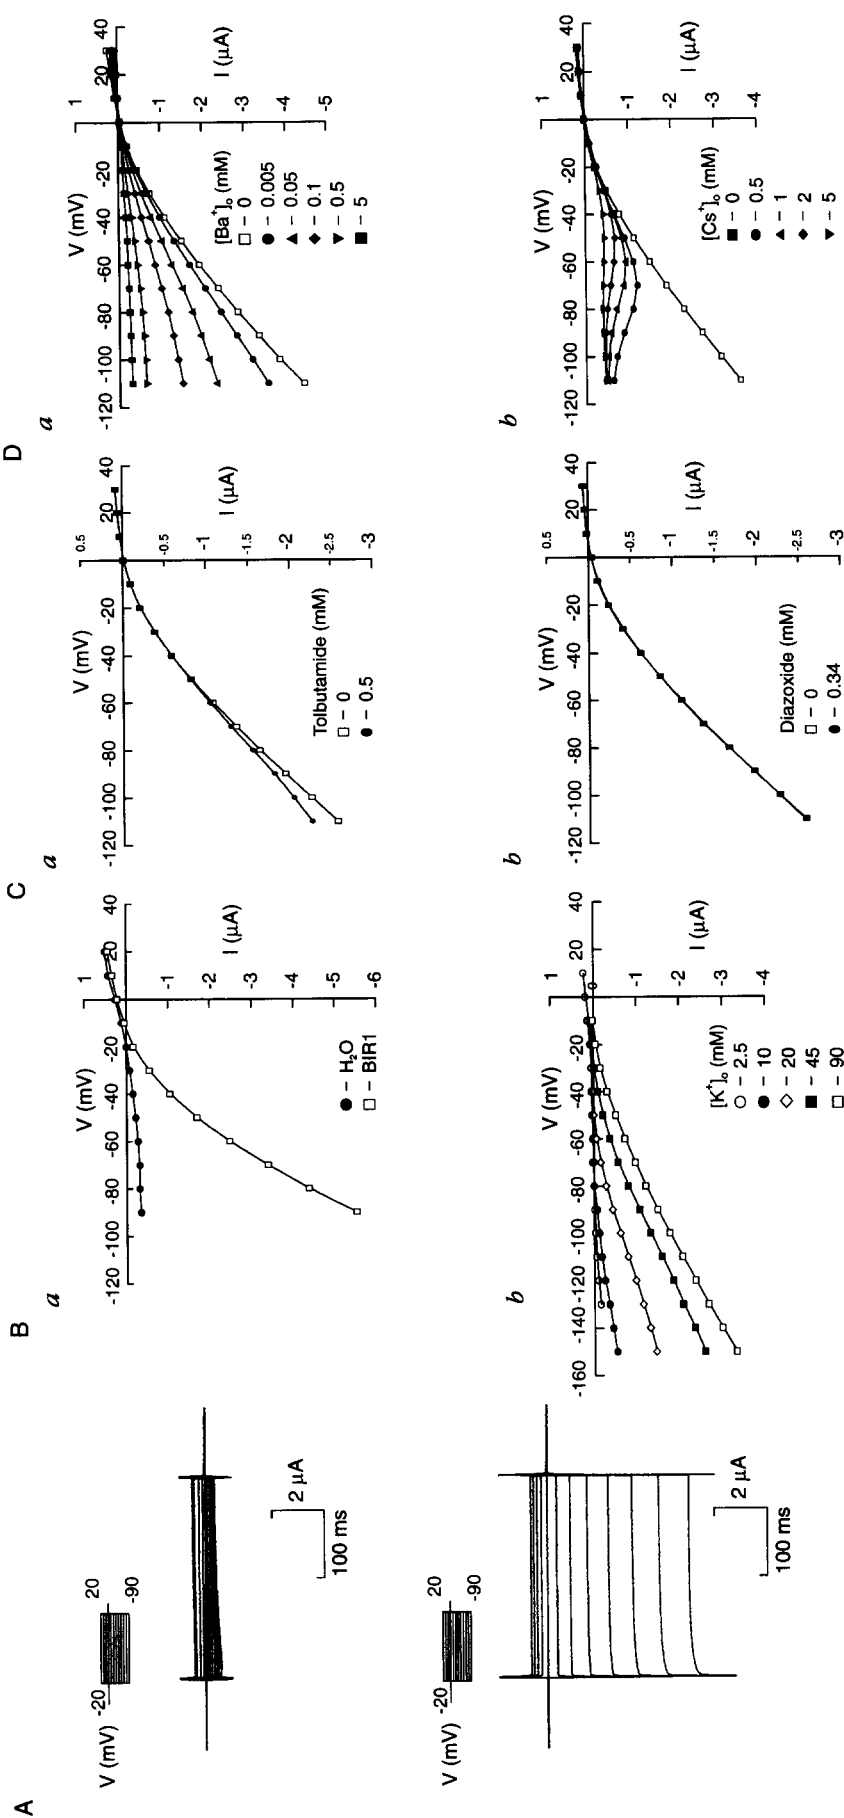 A
V (mV)
-20
20
-90
2 µA
100 ms
V (mV)
-20
20
-90
2 µA
100 ms
B
a
V (mV)
-120 -100 -80 -60 -40 -20 20 40
1
-1
-2
-3
-4
-5
-6
I (µA)
● – H₂O
□ – BIR1
b
V (mV)
-160 -140 -120 -100 -80 -60 -40 -20 20 40
1
-1
-2
-3
-4
I (µA)
[K⁺]ₒ (mM)
○ – 2.5
● – 10
◇ – 20
■ – 45
□ – 90
C
a
V (mV)
-120 -100 -80 -60 -40 -20 20 40
0.5
-0.5
-1
-1.5
-2
-2.5
-3
I (µA)
Tolbutamide (mM)
□ – 0
● – 0.5
b
V (mV)
-120 -100 -80 -60 -40 -20 20 40
0.5
-0.5
-1
-1.5
-2
-2.5
-3
I (µA)
Diazoxide (mM)
□ – 0
● – 0.34
D
a
V (mV)
-120 -100 -80 -60 -40 -20 20 40
1
-1
-2
-3
-4
-5
I (µA)
[Ba⁺]ₒ (mM)
□ – 0
● – 0.005
▲ – 0.05
◆ – 0.1
▼ – 0.5
■ – 5
b
V (mV)
-120 -100 -80 -60 -40 -20 20 40
1
-1
-2
-3
-4
I (µA)
[Cs⁺]ₒ (mM)
■ – 0
● – 0.5
▲ – 1
◆ – 2
▼ – 5